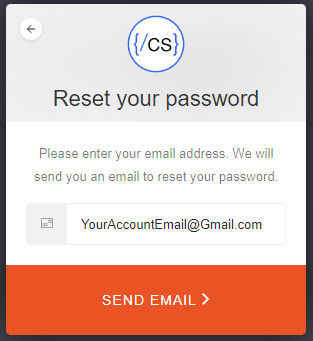 {/CS}
Reset your password
Please enter your email address. We will
send you an email to reset your password.
YourAccountEmail@Gmail.com
SEND EMAIL